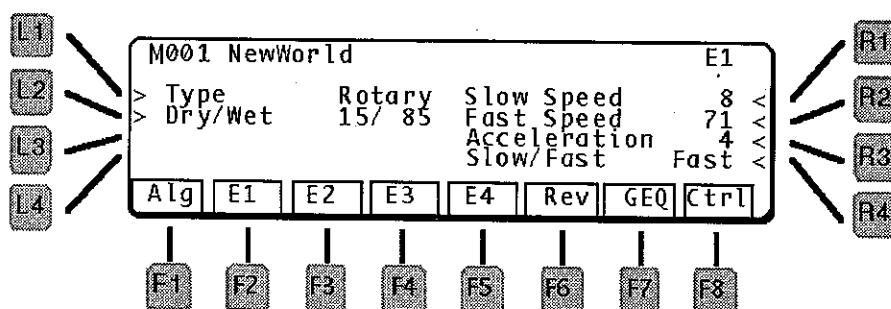 L1
L2
L3
L4
M001 NewWorld E1
> Type Rotary Slow Speed 8 <
> Dry/Wet 15/ 85 Fast Speed 71 <
Acceleration 4 <
Slow/Fast Fast <
Alg E1 E2 E3 E4 Rev GEQ Ctrl
R1
R2
R3
R4
F1 F2 F3 F4 F5 F6 F7 F8